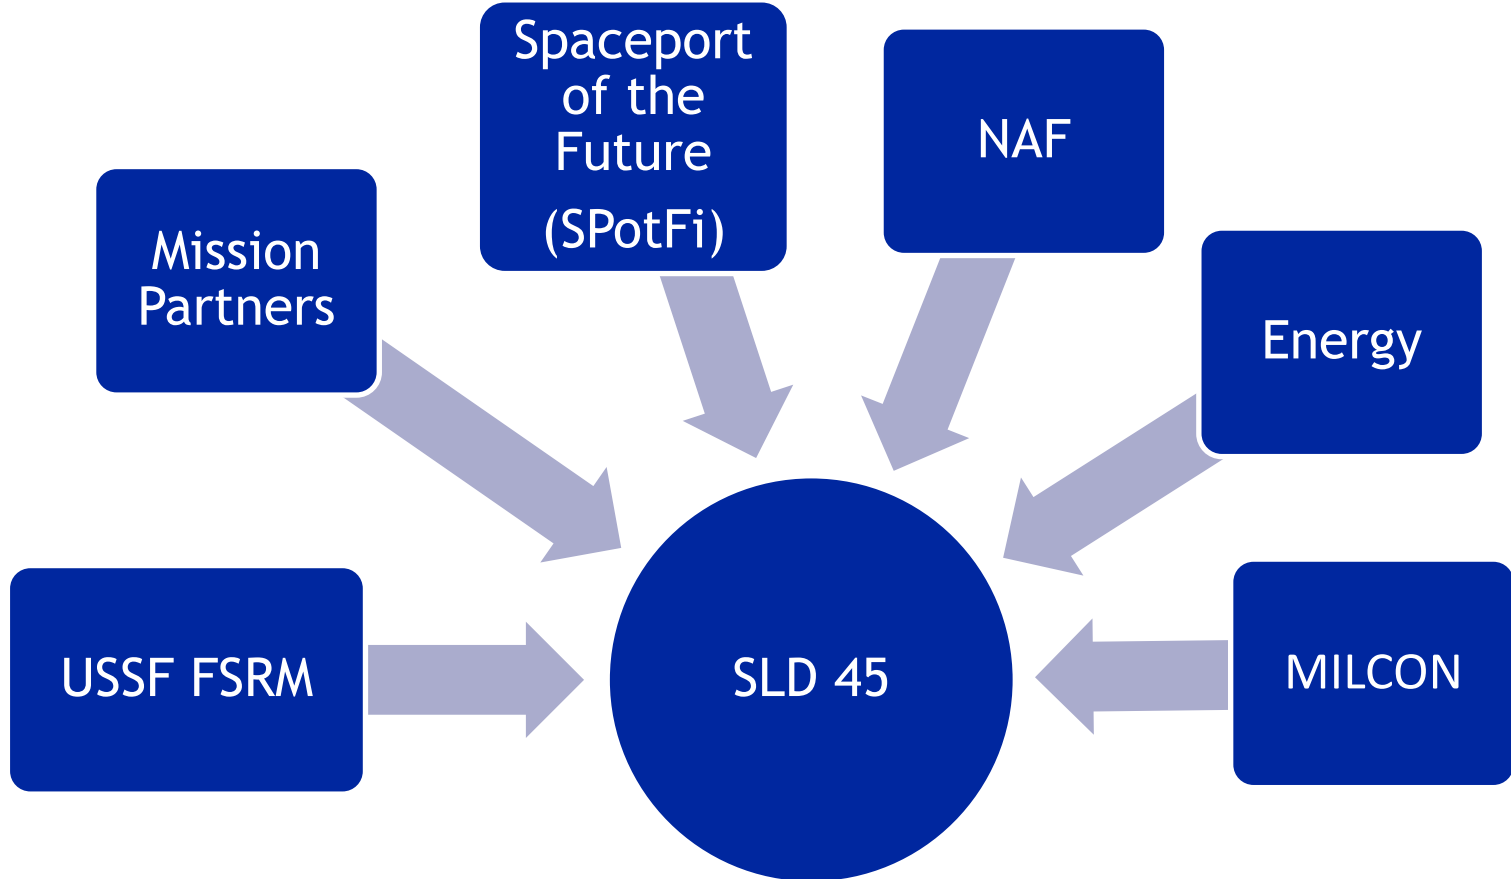 Spaceport
of the
Future
(SPotFi)
NAF
Mission
Partners
Energy
USSF FSRM
SLD 45
MILCON